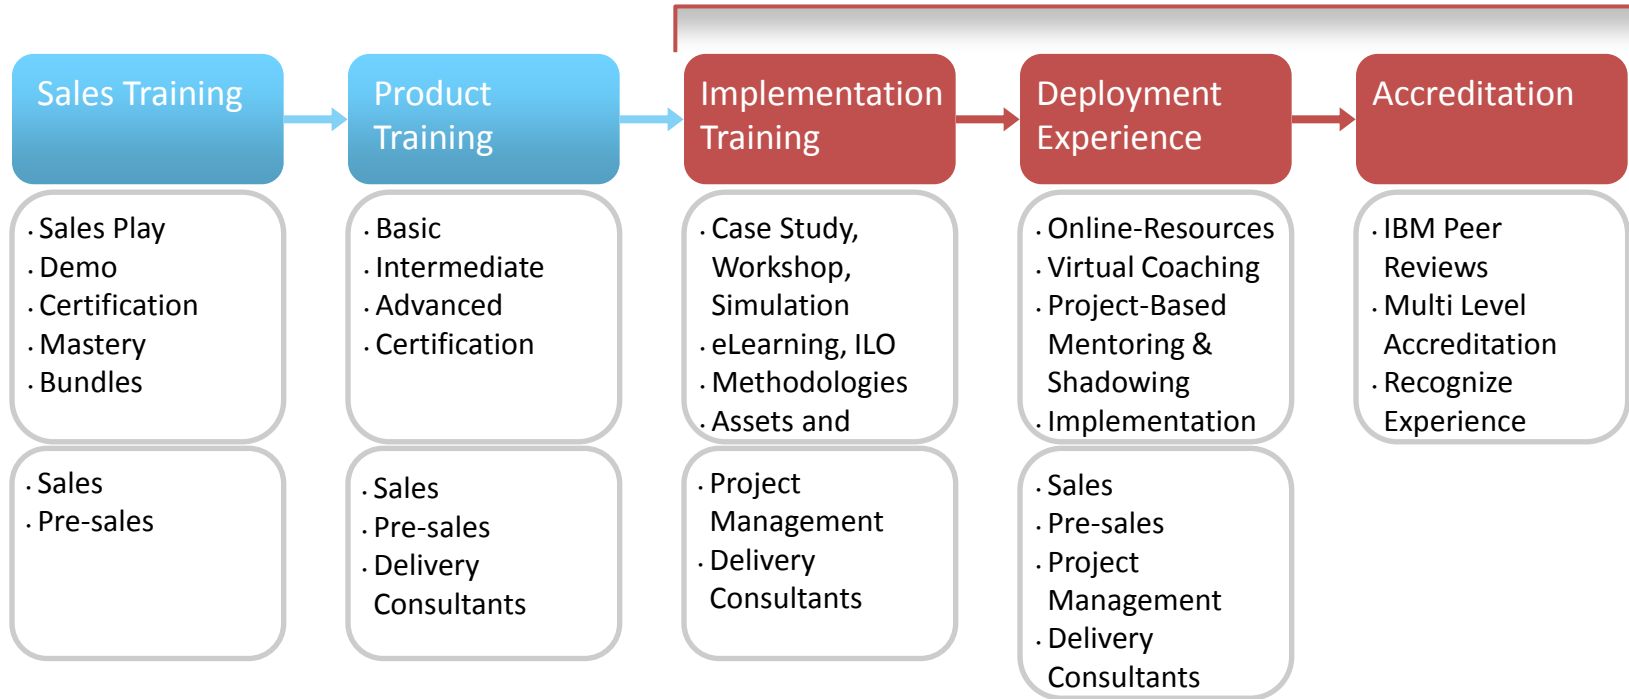 Sales Training
Product
Training
Implementation
Training
Deployment
Experience
Accreditation
· Sales Play
· Demo
· Certification
· Mastery
· Bundles
· Basic
· Intermediate
· Advanced
· Certification
· Case Study,
Workshop,
Simulation
· eLearning, ILO
· Methodologies
· Assets and
· Online-Resources
· Virtual Coaching
· Project-Based
Mentoring &
Shadowing
· Implementation
· IBM Peer
Reviews
· Multi Level
Accreditation
· Recognize
Experience
· Sales
· Pre-sales
· Sales
· Pre-sales
· Delivery
Consultants
· Project
Management
· Delivery
Consultants
· Sales
· Pre-sales
· Project
Management
· Delivery
Consultants